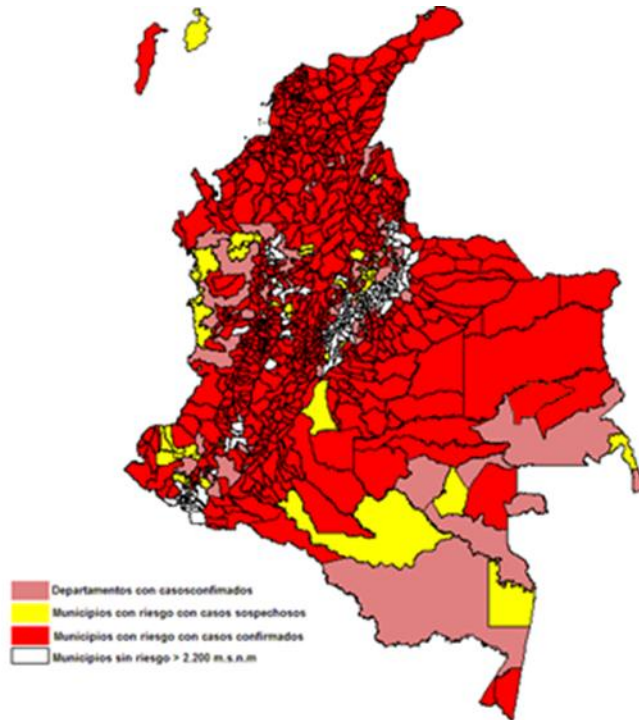 Departamentos con casosconfimados
Municipios con riesgo con casos sospechosos
Municipios con riesgo con casos confirmados
Municipios sin riesgo > 2.200 m.s.n.m